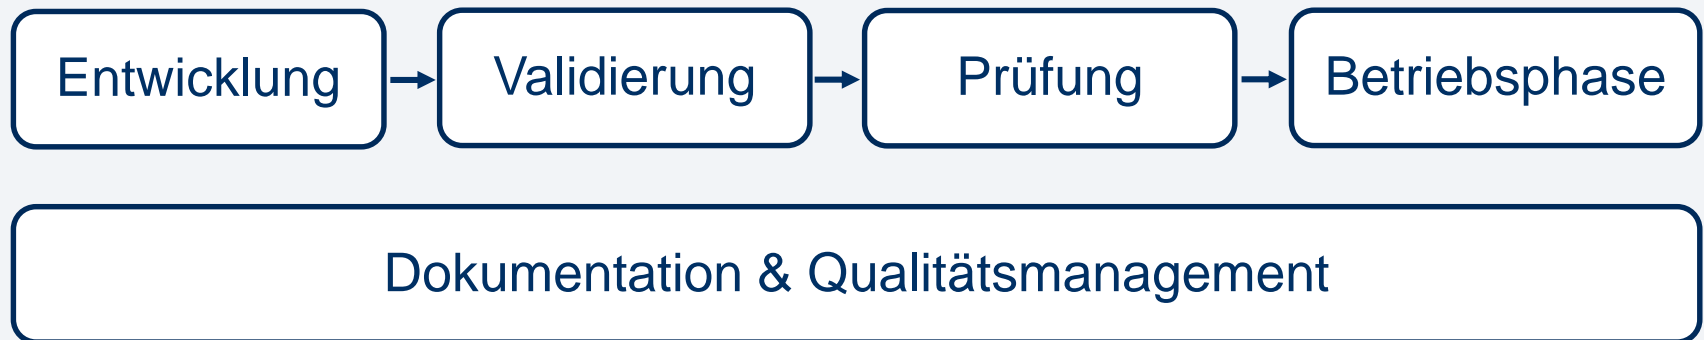 Entwicklung
Validierung
Prüfung
Betriebsphase
Dokumentation & Qualitätsmanagement